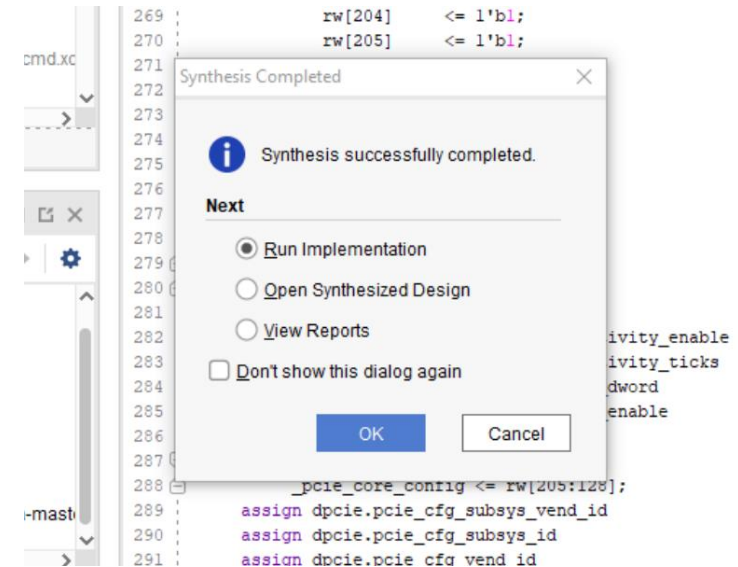 269 rw[204] <= 1'b1;
270 rw[205] <= 1'b1;
cmd.xc
271
Synthesis Completed
272
273
274
Synthesis successfully completed.
275
276
Next
277
278
Run Implementation
279
280
Open Synthesized Design
281
282 ivity_enable
View Reports
283 ivity_ticks
Don't show this dialog again
284 dword
285 enable
OK Cancel
286
287
288 _pcie_core_config <= rw[205:128];
-maste
289 assign dpcie.pcie_cfg_subsys_vend_id
290 assign dpcie.pcie_cfg_subsys_id
291 assign dpcie.pcie_cfg_vend_id